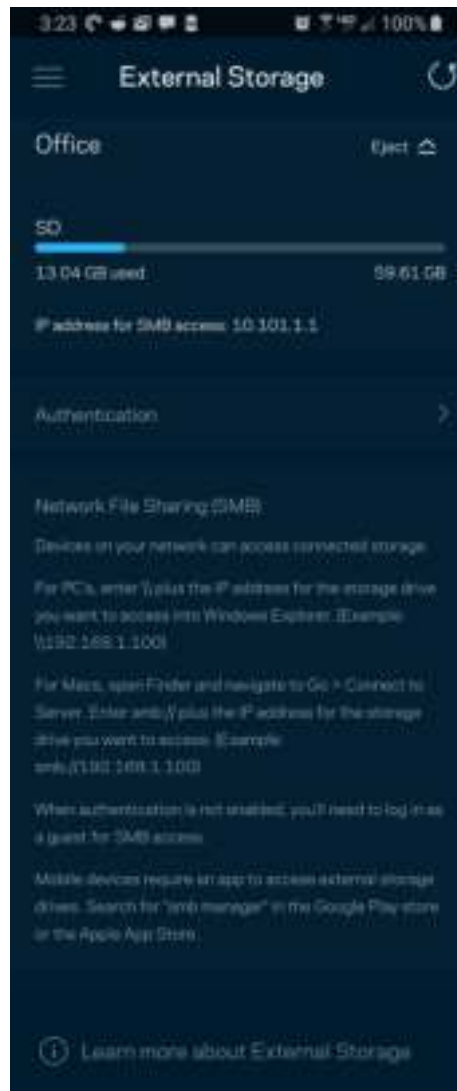 3:23 100%
External Storage
Office Eject
SD
13.04 GB used 59.61 GB
IP address for SMB access: 10.101.1.1
Authentication
Network File Sharing (SMB)
Devices on your network can access connected storage.
For PCs, enter \\ plus the IP address for the storage drive
you want to access into Windows Explorer. (Example:
\\192.168.1.100)
For Macs, open Finder and navigate to Go > Connect to
Server. Enter smb:// plus the IP address for the storage
drive you want to access. (Example:
smb://192.168.1.100)
When authentication is not enabled, you'll need to log in as
a guest for SMB access.
Mobile devices require an app to access external storage
drives. Search for "smb manager" in the Google Play store
or the Apple App Store.
Learn more about External Storage